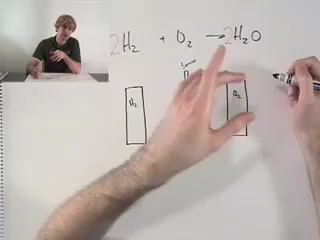 2H₂ + O₂ → 2H₂O
H₂ O₂